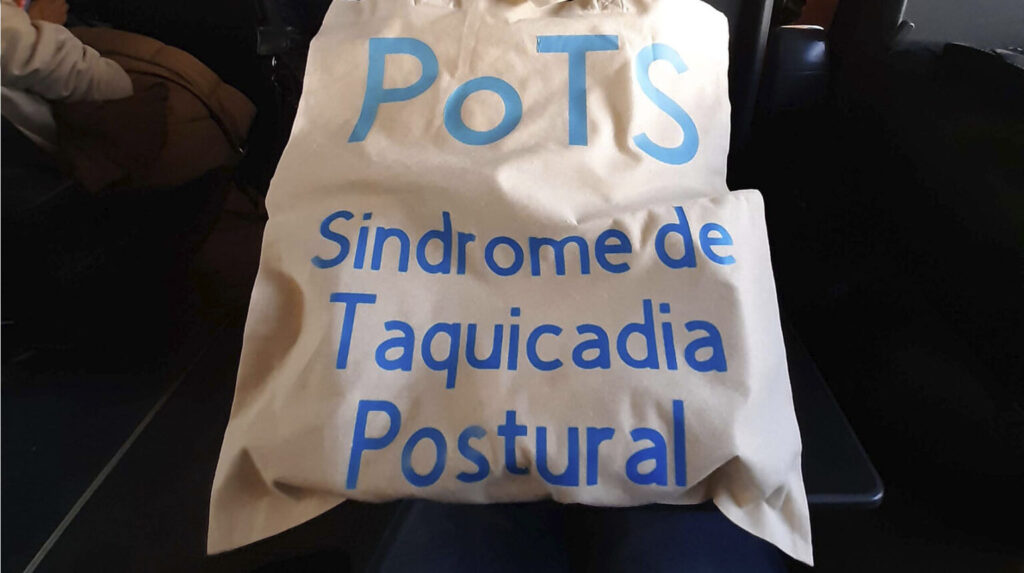 PoTS
Sindrome de
Taquicadia
Postural